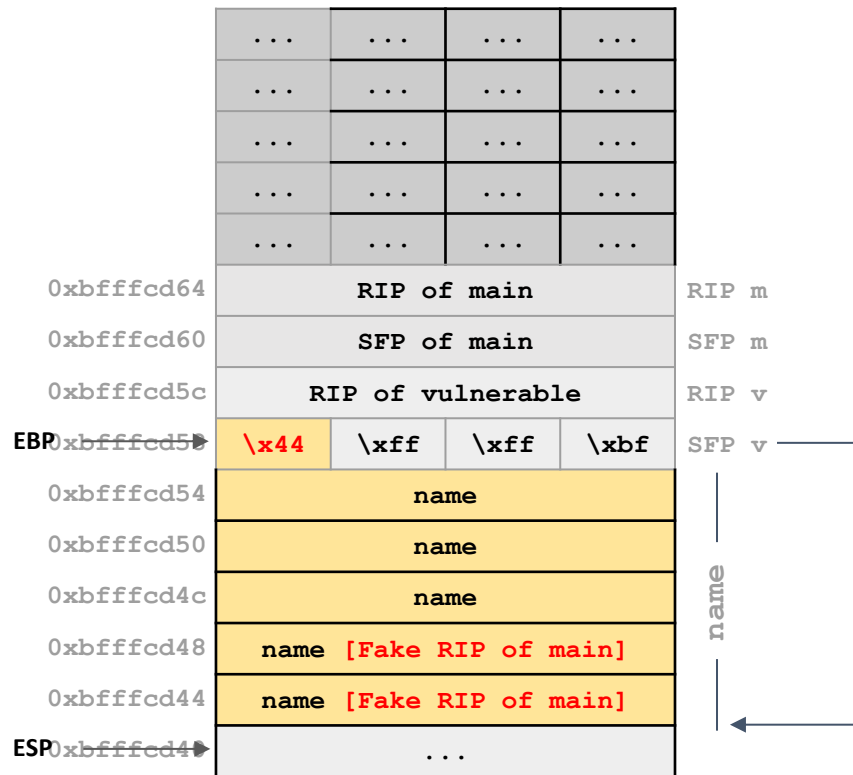 ... ... ... ...
... ... ... ...
... ... ... ...
... ... ... ...
... ... ... ...
0xbfffcd64 RIP of main RIP m
0xbfffcd60 SFP of main SFP m
0xbfffcd5c RIP of vulnerable RIP v
EBP 0xbfffcd58 \x44 \xff \xff \xbf SFP v
0xbfffcd54 name
0xbfffcd50 name
0xbfffcd4c name
name
0xbfffcd48 name [Fake RIP of main]
0xbfffcd44 name [Fake RIP of main]
ESP 0xbfffcd40 ...